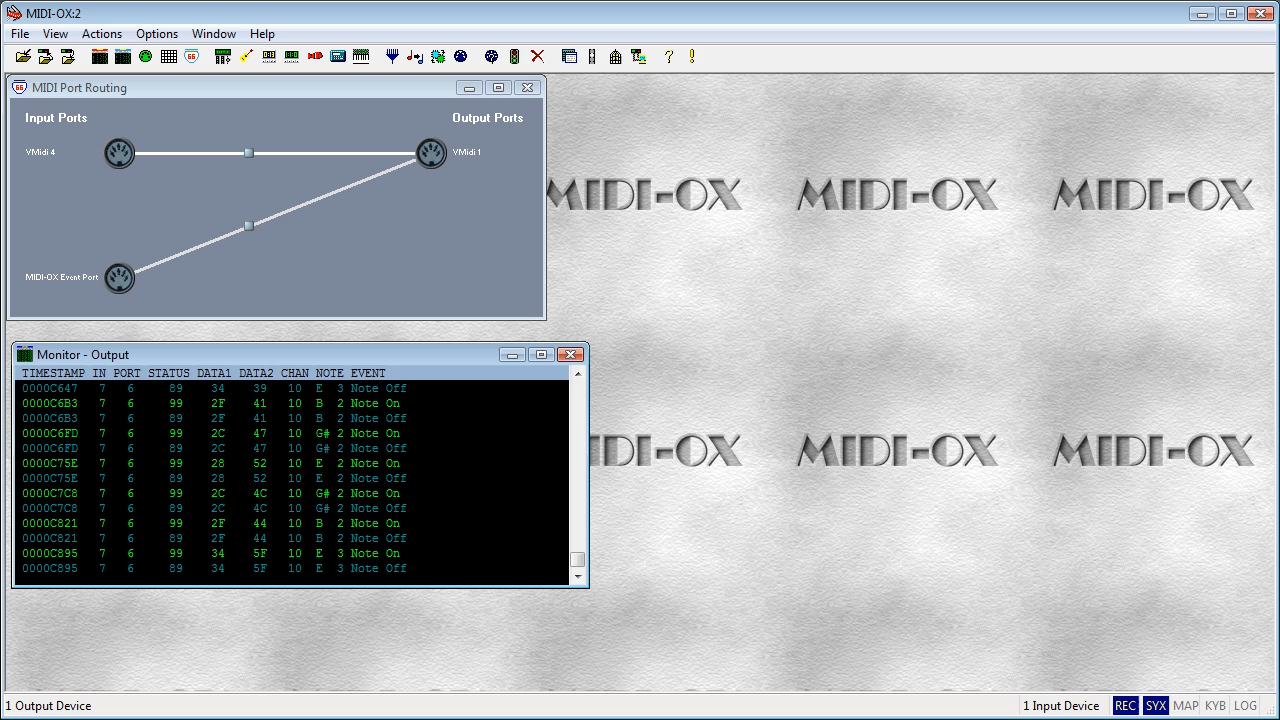 MIDI-OX:2
File View Actions Options Window Help
MIDI Port Routing
Input Ports Output Ports
VMidi 4 VMidi 1
MIDI-OX Event Port
MIDI-OX MIDI-OX MIDI-OX
Monitor - Output
TIMESTAMP IN PORT STATUS DATA1 DATA2 CHAN NOTE EVENT
0000C647 7 6 89 34 39 10 E 3 Note Off
0000C6B3 7 6 99 2F 41 10 B 2 Note On
0000C6B3 7 6 89 2F 41 10 B 2 Note Off
0000C6FD 7 6 99 2C 47 10 G# 2 Note On
0000C6FD 7 6 89 2C 47 10 G# 2 Note Off
0000C75E 7 6 99 28 52 10 E 2 Note On
0000C75E 7 6 89 28 52 10 E 2 Note Off
0000C7C8 7 6 99 2C 4C 10 G# 2 Note On
0000C7C8 7 6 89 2C 4C 10 G# 2 Note Off
0000C821 7 6 99 2F 44 10 B 2 Note On
0000C821 7 6 89 2F 44 10 B 2 Note Off
0000C895 7 6 99 34 5F 10 E 3 Note On
0000C895 7 6 89 34 5F 10 E 3 Note Off
MIDI-OX MIDI-OX MIDI-OX
1 Output Device 1 Input Device REC SYX MAP KYB LOG